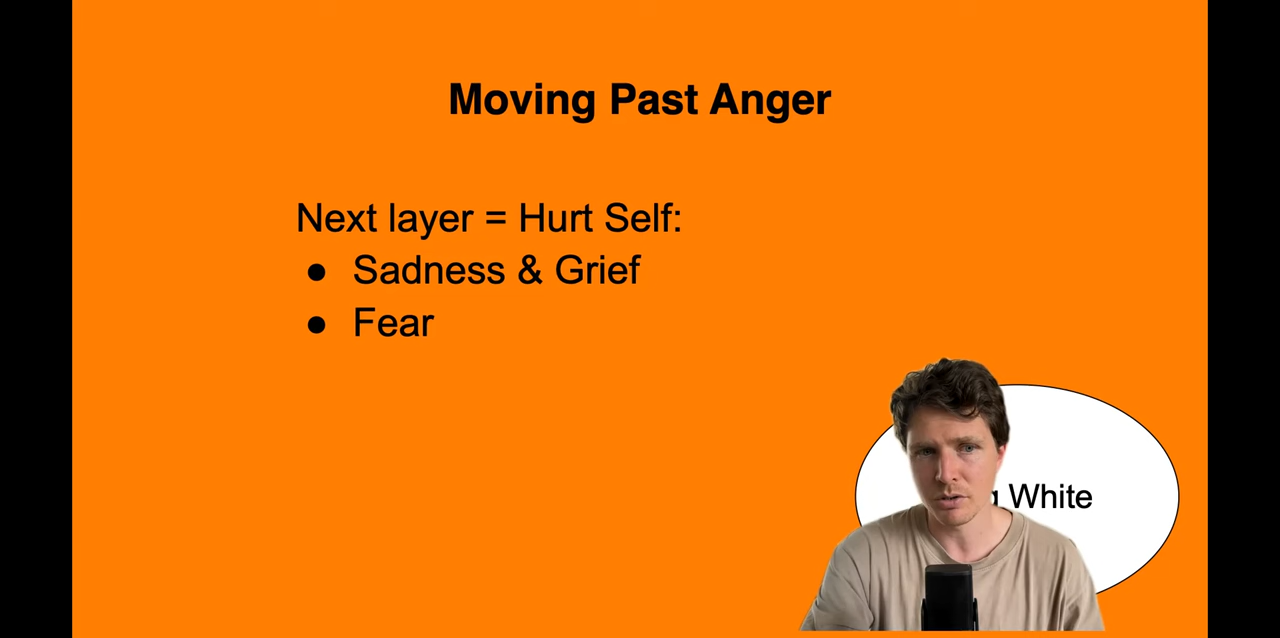 Moving Past Anger
Next layer = Hurt Self:
● Sadness & Grief
● Fear
White